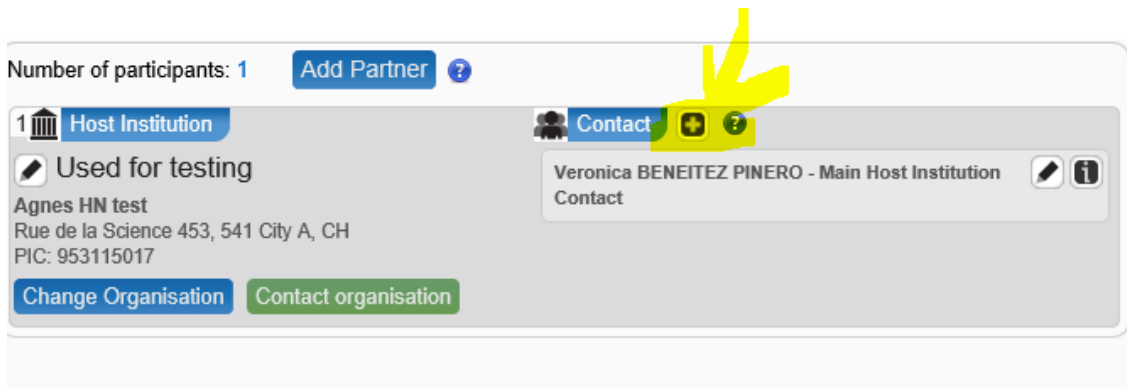 Number of participants: 1 Add Partner ?
1 Host Institution
Contact ?
Used for testing
Veronica BENEITEZ PINERO - Main Host Institution
Contact
Agnes HN test
Rue de la Science 453, 541 City A, CH
PIC: 953115017
Change Organisation Contact organisation